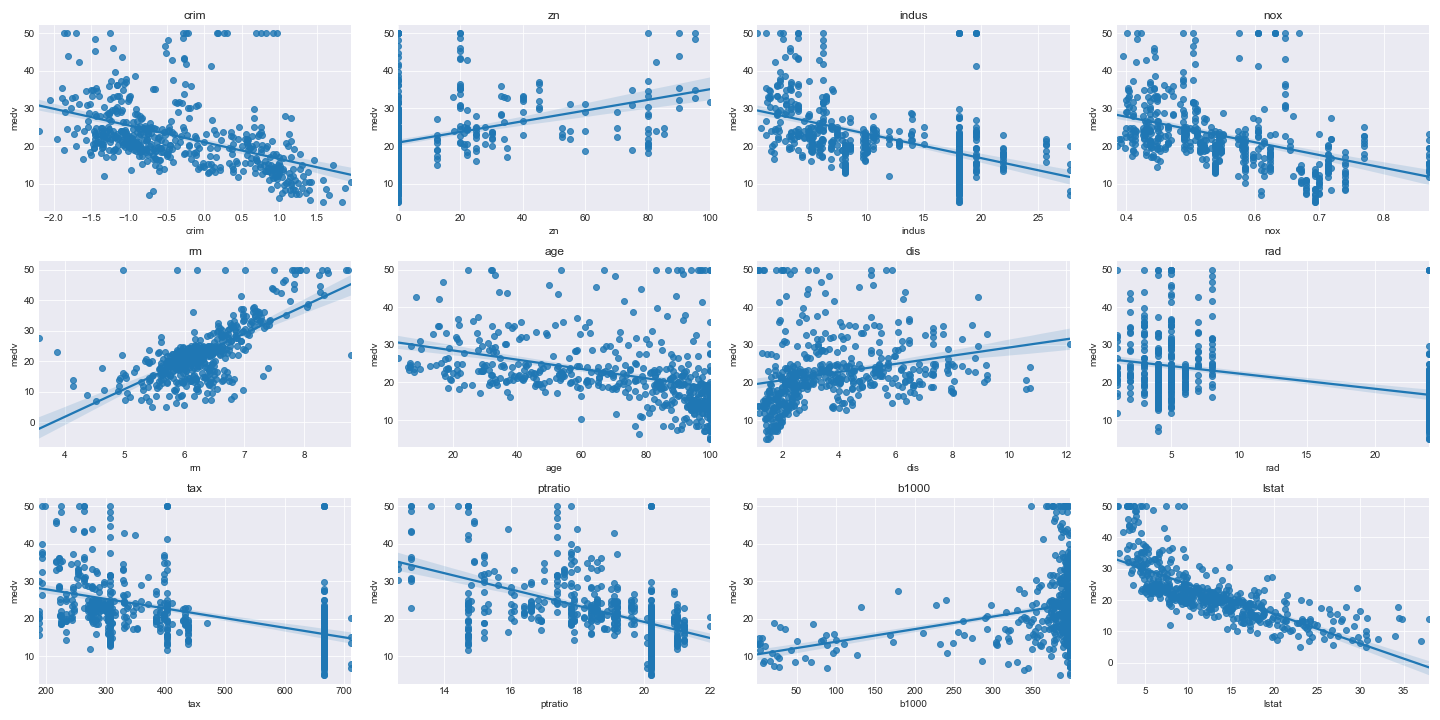 crim zn indus nox
50 50 50 50
40 40 40 40
medv medv medv medv
30 30 30 30
20 20 20 20
10 10 10 10
−2.0 −1.5 −1.0 −0.5 0.0 0.5 1.0 1.5 0 20 40 60 80 100 5 10 15 20 25 0.4 0.5 0.6 0.7 0.8
crim zn indus nox
rm age dis rad
50 50 50 50
40 40 40 40
medv medv medv medv
30 30 30 30
20 20 20 20
10 10 10 10
0
4 5 6 7 8 20 40 60 80 100 2 4 6 8 10 12 5 10 15 20
rm age dis rad
tax ptratio b1000 lstat
50 50 50 50
40 40 40 40
medv medv medv medv
30 30 30 30
20 20 20 20
10 10 10 10
0
200 300 400 500 600 700 14 16 18 20 22 50 100 150 200 250 300 350 5 10 15 20 25 30 35
tax ptratio b1000 lstat